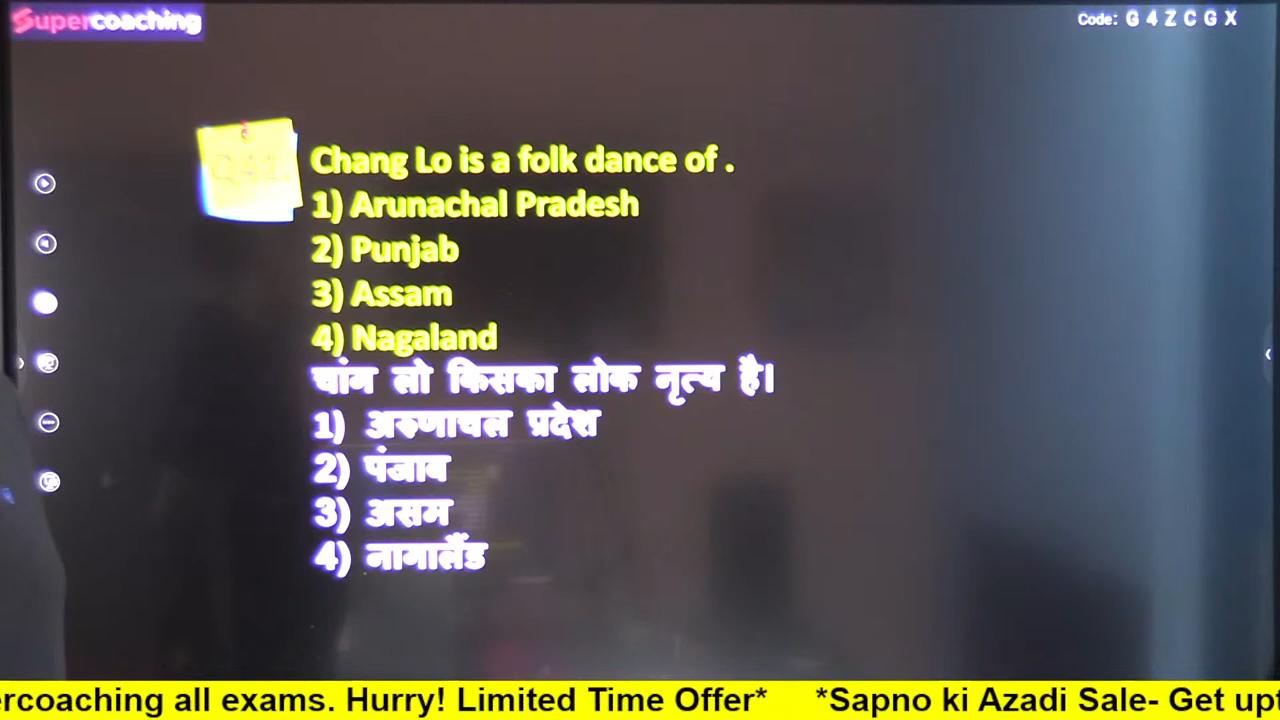 Supercoaching
Code: G 4 Z C G X
Q41.
Chang Lo is a folk dance of .
1) Arunachal Pradesh
2) Punjab
3) Assam
4) Nagaland
चांग लो किसका लोक नृत्य है।
1) अरुणाचल प्रदेश
2) पंजाब
3) असम
4) नागालैंड
ercoaching all exams. Hurry! Limited Time Offer* *Sapno ki Azadi Sale- Get upt